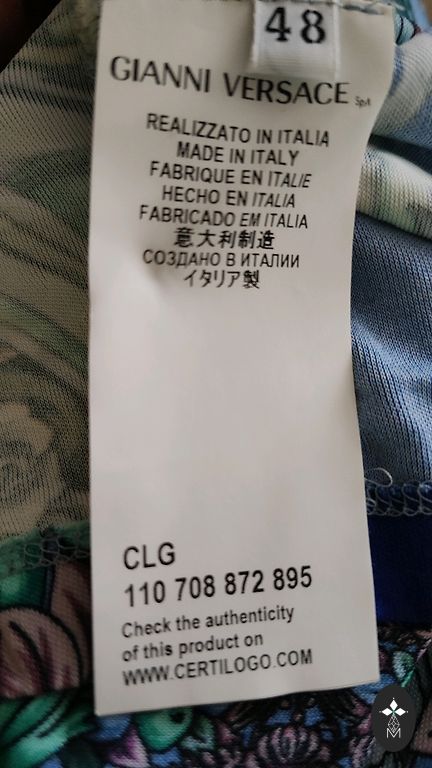 48
GIANNI VERSACE SpA
REALIZZATO IN ITALIA
MADE IN ITALY
FABRIQUE EN ITALIE
HECHO EN ITALIA
FABRICADO EM ITALIA
意大利制造
СОЗДАНО В ИТАЛИИ
イタリア製
CLG
110 708 872 895
Check the authenticity
of this product on
WWW.CERTILOGO.COM
M